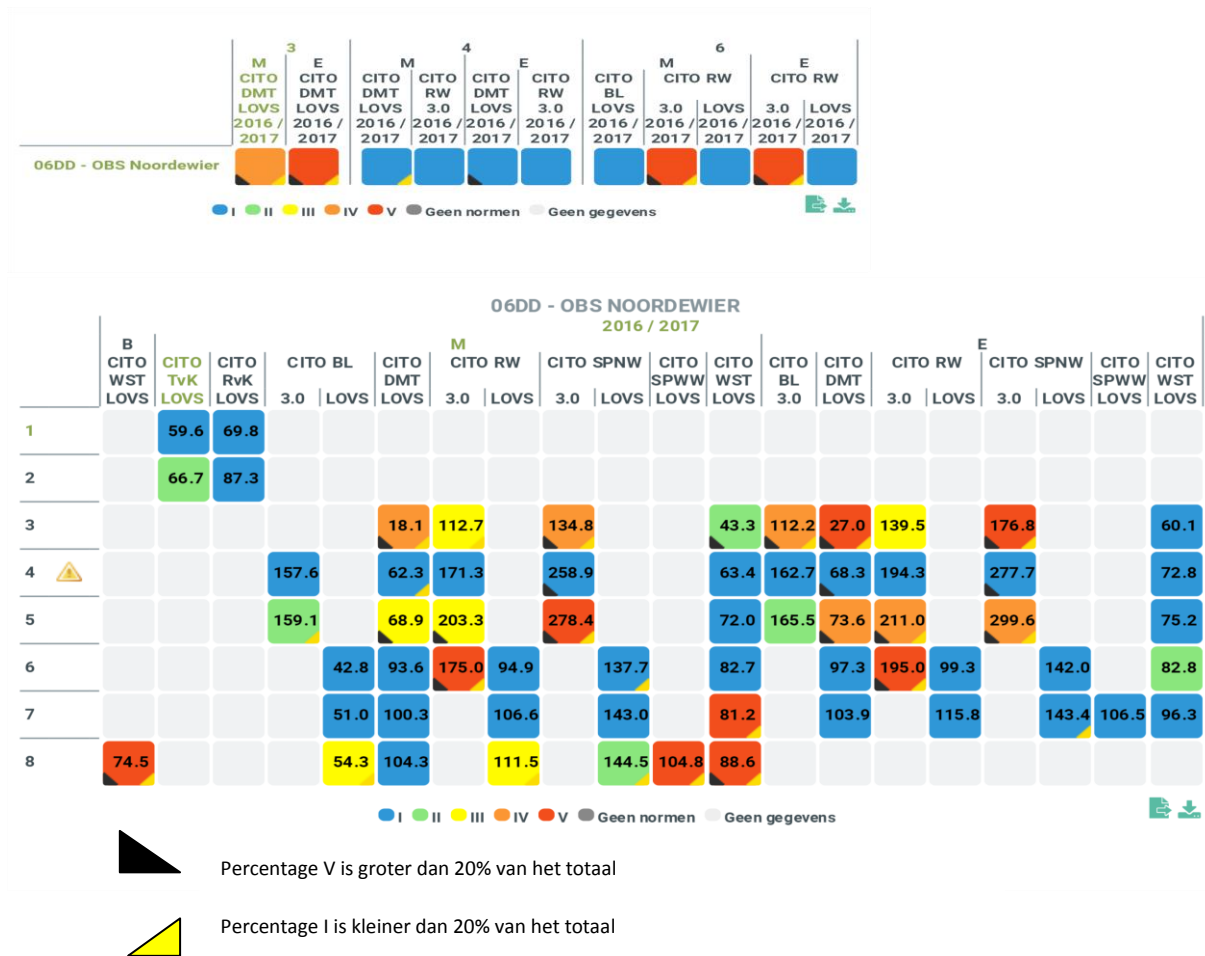 3 4 6
M E M E M E
CITO CITO CITO CITO CITO CITO CITO CITO RW CITO RW
DMT DMT DMT RW DMT RW BL
LOVS LOVS LOVS 3.0 LOVS 3.0 LOVS 3.0 LOVS 3.0 LOVS
2016 / 2016 / 2016 / 2016 / 2016 / 2016 / 2016 / 2016 / 2016 / 2016 / 2016 /
2017 2017 2017 2017 2017 2017 2017 2017 2017 2017 2017
06DD - OBS Noordewier
I II III IV V Geen normen Geen gegevens
06DD - OBS NOORDEWIER
2016 / 2017
B M E
CITO CITO CITO CITO BL CITO CITO RW CITO SPNW CITO CITO CITO CITO CITO RW CITO SPNW CITO CITO
WST TvK RvK DMT SPWW WST BL DMT SPWW WST
LOVS LOVS LOVS 3.0 LOVS LOVS 3.0 LOVS 3.0 LOVS LOVS LOVS 3.0 LOVS 3.0 LOVS 3.0 LOVS LOVS LOVS
1 59.6 69.8
2 66.7 87.3
3 18.1 112.7 134.8 43.3 112.2 27.0 139.5 176.8 60.1
4 157.6 62.3 171.3 258.9 63.4 162.7 68.3 194.3 277.7 72.8
5 159.1 68.9 203.3 278.4 72.0 165.5 73.6 211.0 299.6 75.2
6 42.8 93.6 175.0 94.9 137.7 82.7 97.3 195.0 99.3 142.0 82.8
7 51.0 100.3 106.6 143.0 81.2 103.9 115.8 143.4 106.5 96.3
8 74.5 54.3 104.3 111.5 144.5 104.8 88.6
I II III IV V Geen normen Geen gegevens
Percentage V is groter dan 20% van het totaal
Percentage I is kleiner dan 20% van het totaal